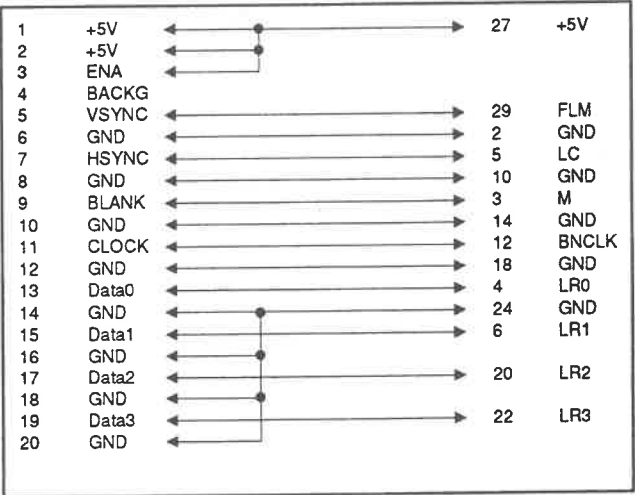 1 +5V 27 +5V
2 +5V
3 ENA
4 BACKG
5 VSYNC 29 FLM
6 GND 2 GND
7 HSYNC 5 LC
8 GND 10 GND
9 BLANK 3 M
10 GND 14 GND
11 CLOCK 12 BNCLK
12 GND 18 GND
13 Data0 4 LR0
14 GND 24 GND
15 Data1 6 LR1
16 GND
17 Data2 20 LR2
18 GND
19 Data3 22 LR3
20 GND